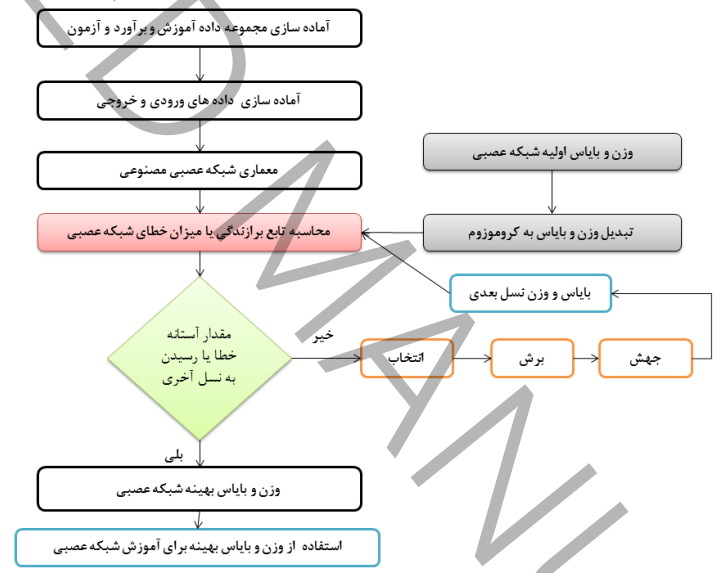 آماده سازی مجموعه داده آموزش و برآورد و آزمون
آماده سازی داده های ورودی و خروجی
معماری شبکه عصبی مصنوعی
وزن و بایاس اولیه شبکه عصبی
محاسبه تابع برازندگی یا میزان خطای شبکه عصبی
تبدیل وزن و بایاس به کروموزوم
بایاس و وزن نسل بعدی
مقدار آستانه
خطا یا رسیدن
به نسل آخری
خیر
انتخاب
برش
جهش
بلی
وزن و بایاس بهینه شبکه عصبی
استفاده از وزن و بایاس بهینه برای آموزش شبکه عصبی